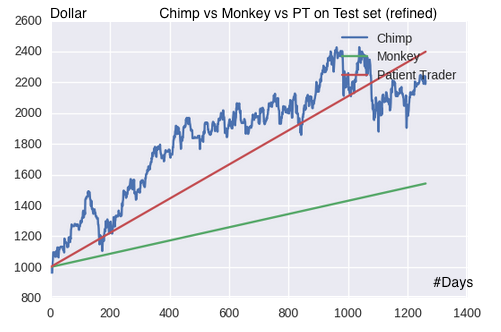 Dollar
Chimp vs Monkey vs PT on Test set (refined)
2600
2400
2200
2000
1800
1600
1400
1200
1000
800
Chimp
Monkey
Patient Trader
#Days
0 200 400 600 800 1000 1200 1400